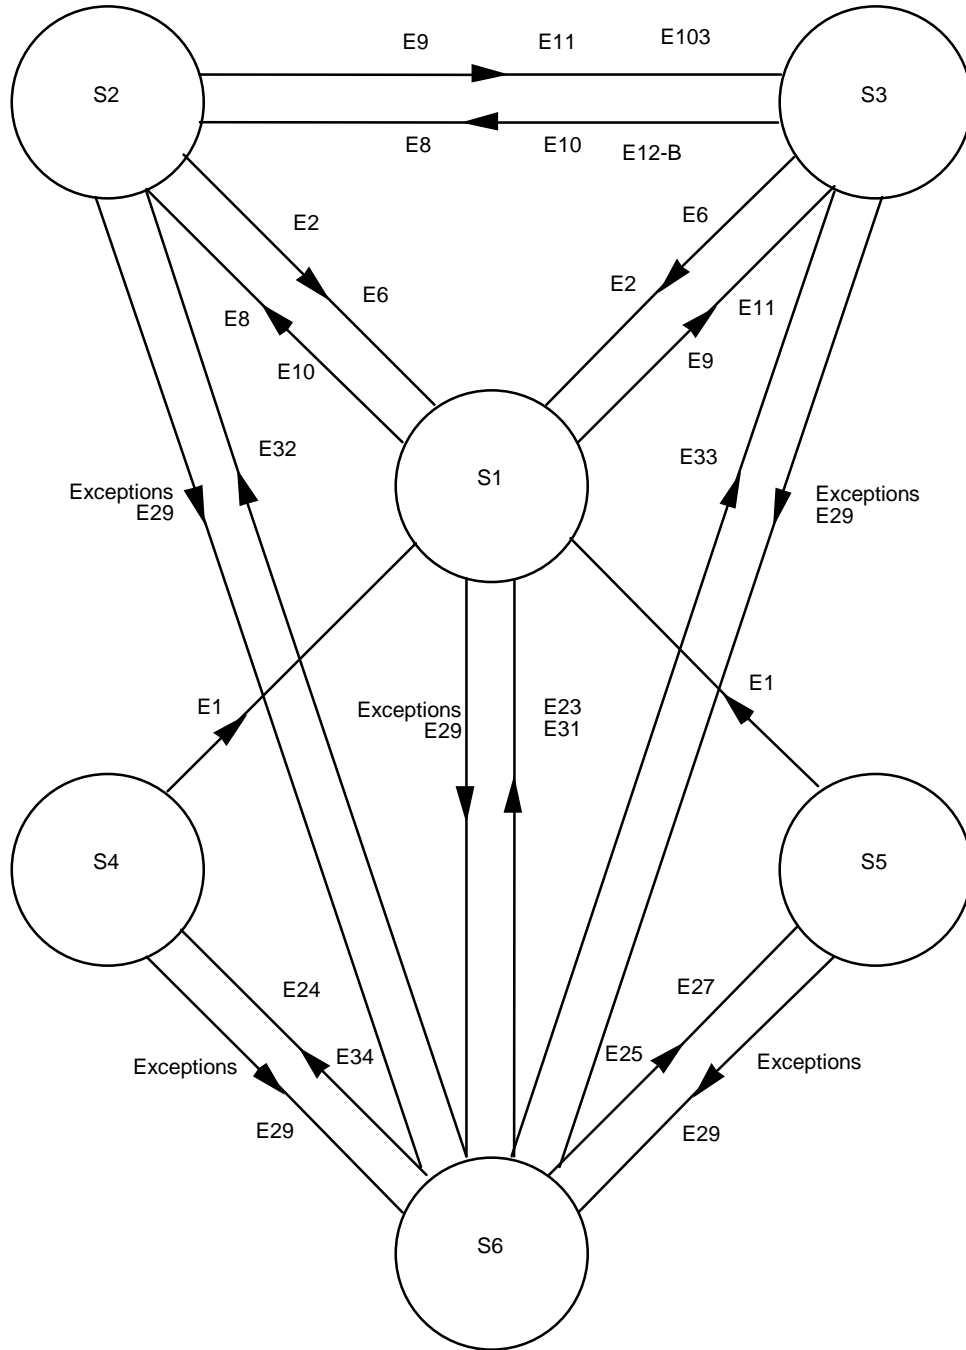 E9 E11 E103
S2 S3
E8 E10 E12-B
E2 E6
E6 E2
E8 E11
E10 E9
E32 E33
S1
Exceptions
E29
Exceptions
E29
E1 E1
Exceptions
E29
E23
E31
S4 S5
E24 E27
E34 E25
Exceptions Exceptions
E29 E29
S6